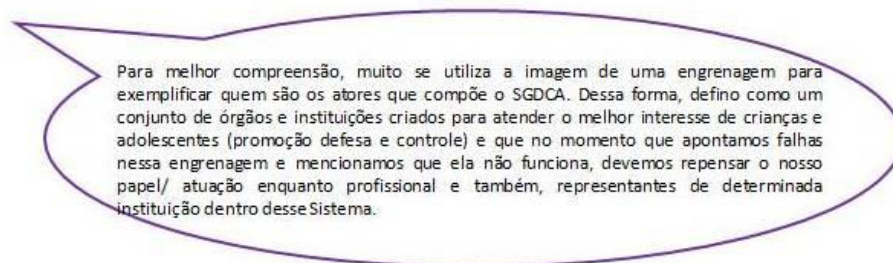 Para melhor compreensão, muito se utiliza a imagem de uma engrenagem para
exemplificar quem são os atores que compõe o SGDCA. Dessa forma, defino como um
conjunto de órgãos e instituições criados para atender o melhor interesse de crianças e
adolescentes (promoção defesa e controle) e que no momento que apontamos falhas
nessa engrenagem e mencionamos que ela não funciona, devemos repensar o nosso
papel/ atuação enquanto profissional e também, representantes de determinada
instituição dentro desse Sistema.